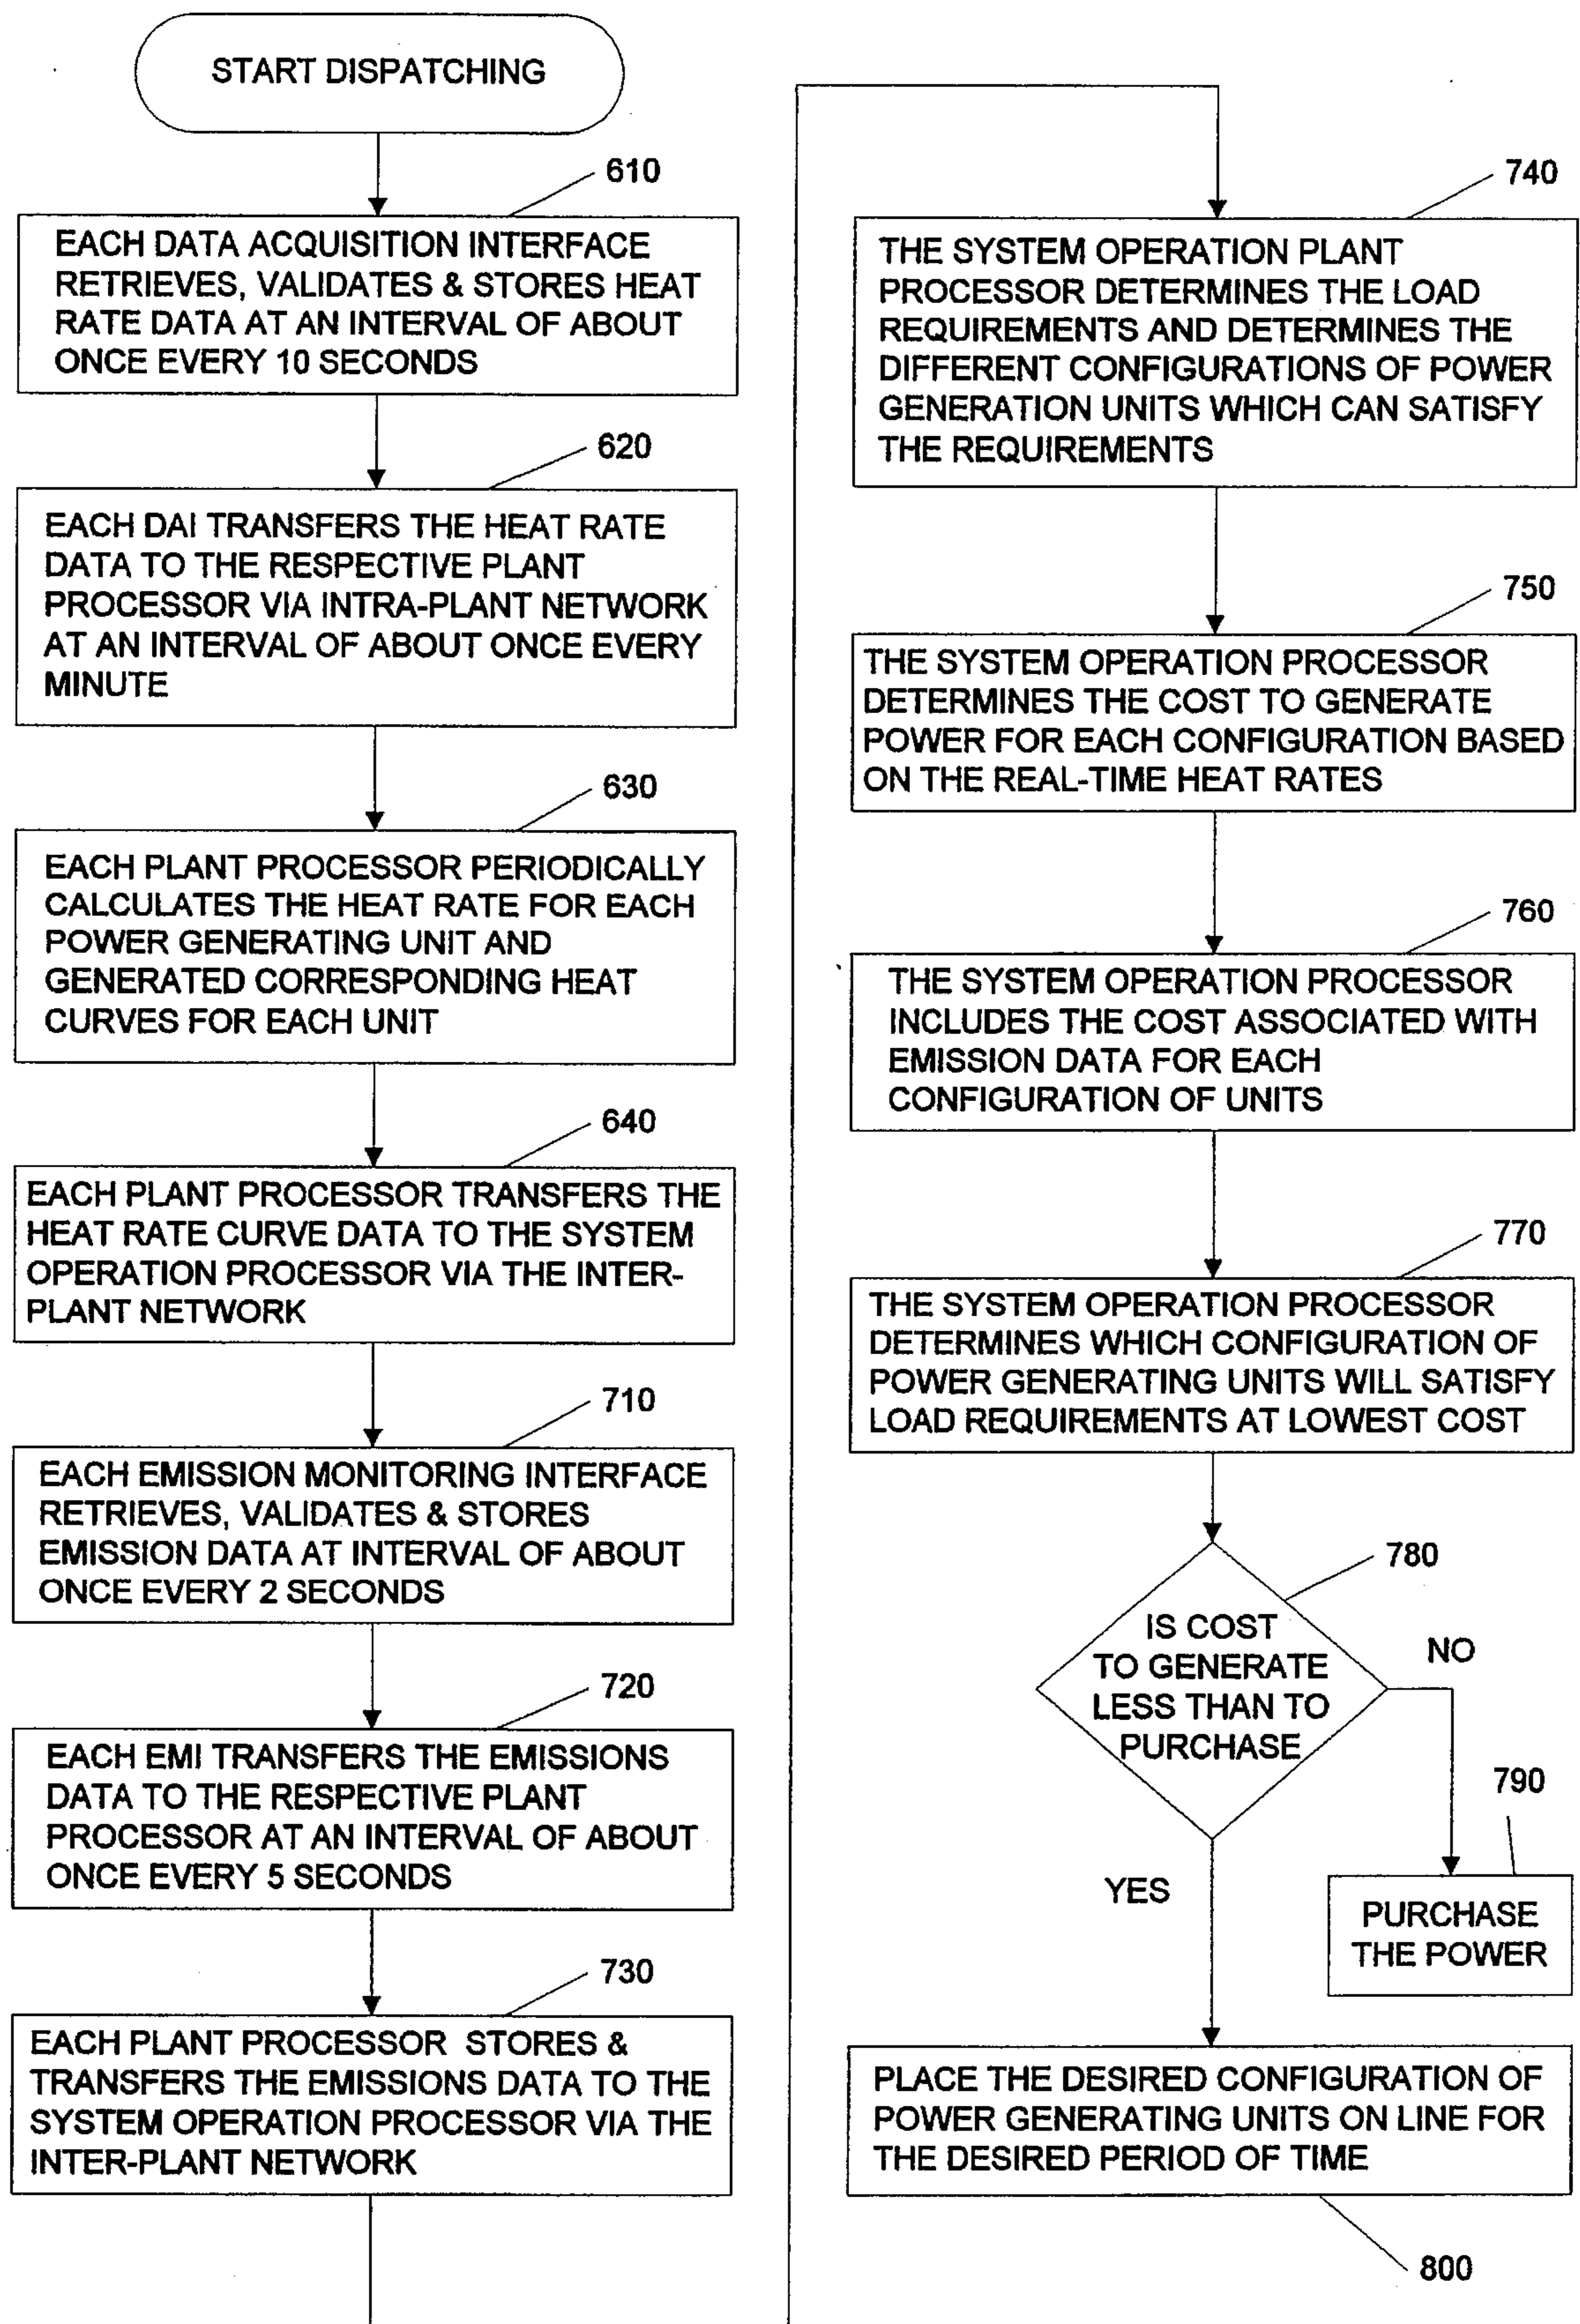 START DISPATCHING
610
EACH DATA ACQUISITION INTERFACE
RETRIEVES, VALIDATES & STORES HEAT
RATE DATA AT AN INTERVAL OF ABOUT
ONCE EVERY 10 SECONDS
620
EACH DAI TRANSFERS THE HEAT RATE
DATA TO THE RESPECTIVE PLANT
PROCESSOR VIA INTRA-PLANT NETWORK
AT AN INTERVAL OF ABOUT ONCE EVERY
MINUTE
630
EACH PLANT PROCESSOR PERIODICALLY
CALCULATES THE HEAT RATE FOR EACH
POWER GENERATING UNIT AND
GENERATED CORRESPONDING HEAT
CURVES FOR EACH UNIT
640
EACH PLANT PROCESSOR TRANSFERS THE
HEAT RATE CURVE DATA TO THE SYSTEM
OPERATION PROCESSOR VIA THE INTER-
PLANT NETWORK
710
EACH EMISSION MONITORING INTERFACE
RETRIEVES, VALIDATES & STORES
EMISSION DATA AT INTERVAL OF ABOUT
ONCE EVERY 2 SECONDS
720
EACH EMI TRANSFERS THE EMISSIONS
DATA TO THE RESPECTIVE PLANT
PROCESSOR AT AN INTERVAL OF ABOUT
ONCE EVERY 5 SECONDS
730
EACH PLANT PROCESSOR STORES &
TRANSFERS THE EMISSIONS DATA TO THE
SYSTEM OPERATION PROCESSOR VIA THE
INTER-PLANT NETWORK
740
THE SYSTEM OPERATION PLANT
PROCESSOR DETERMINES THE LOAD
REQUIREMENTS AND DETERMINES THE
DIFFERENT CONFIGURATIONS OF POWER
GENERATION UNITS WHICH CAN SATISFY
THE REQUIREMENTS
750
THE SYSTEM OPERATION PROCESSOR
DETERMINES THE COST TO GENERATE
POWER FOR EACH CONFIGURATION BASED
ON THE REAL-TIME HEAT RATES
760
THE SYSTEM OPERATION PROCESSOR
INCLUDES THE COST ASSOCIATED WITH
EMISSION DATA FOR EACH
CONFIGURATION OF UNITS
770
THE SYSTEM OPERATION PROCESSOR
DETERMINES WHICH CONFIGURATION OF
POWER GENERATING UNITS WILL SATISFY
LOAD REQUIREMENTS AT LOWEST COST
780
IS COST
TO GENERATE
LESS THAN TO
PURCHASE
NO
790
PURCHASE
THE POWER
YES
PLACE THE DESIRED CONFIGURATION OF
POWER GENERATING UNITS ON LINE FOR
THE DESIRED PERIOD OF TIME
800